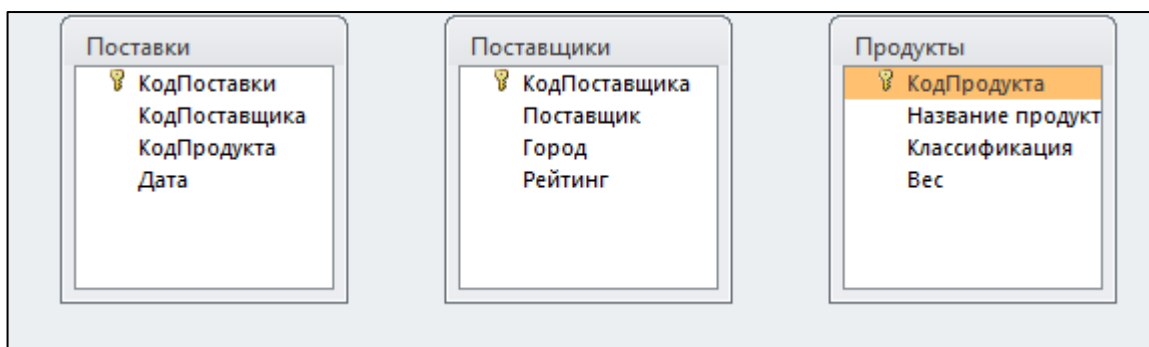 Поставки
КодПоставки
КодПоставщика
КодПродукта
Дата
Поставщики
КодПоставщика
Поставщик
Город
Рейтинг
Продукты
КодПродукта
Название продукт
Классификация
Вес